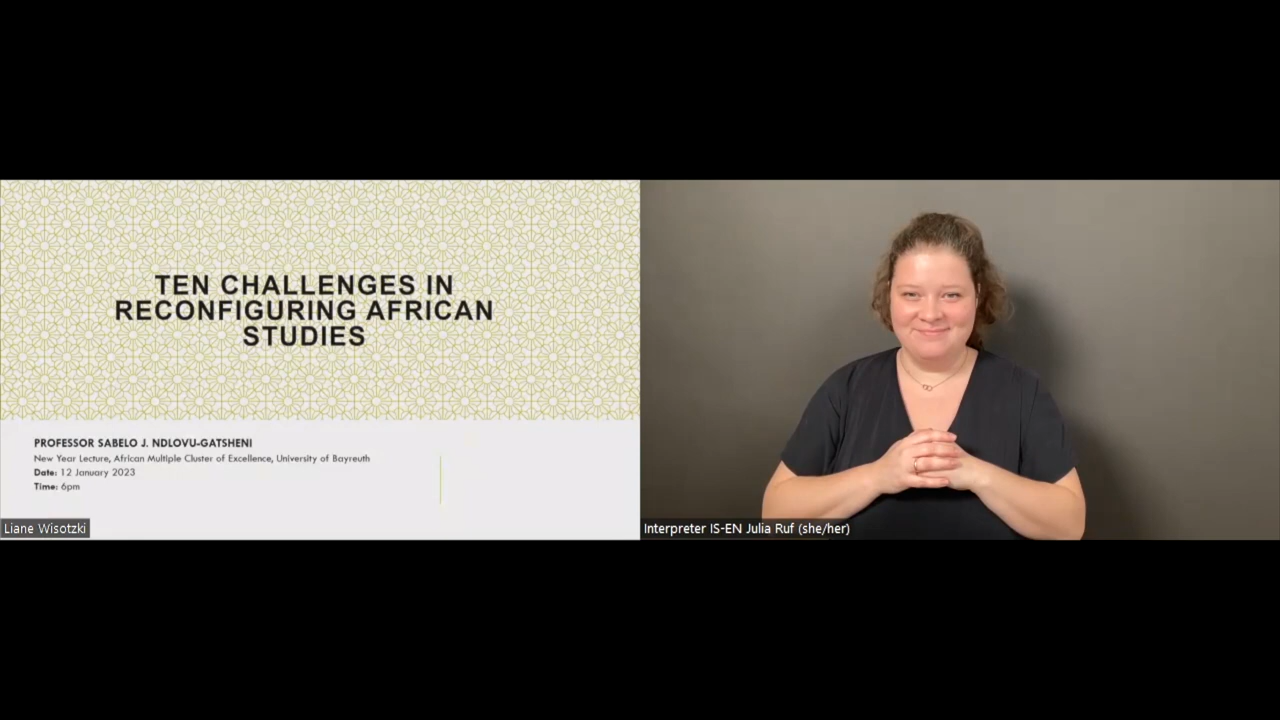 TEN CHALLENGES IN
RECONFIGURING AFRICAN
STUDIES
PROFESSOR SABELO J. NDLOVU-GATSHENI
New Year Lecture, African Multiple Cluster of Excellence, University of Bayreuth
Date: 12 January 2023
Time: 6pm
Liane Wisotzki
Interpreter IS-EN Julia Ruf (she/her)